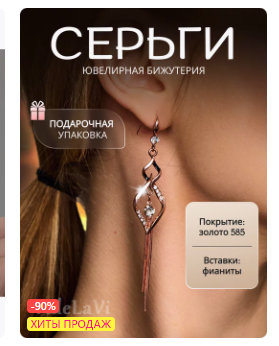 СЕРЬГИ
ЮВЕЛИРНАЯ БИЖУТЕРИЯ
ПОДАРОЧНАЯ
УПАКОВКА
Покрытие:
золото 585
Вставки:
фианиты
-90%
ХИТЫ ПРОДАЖ